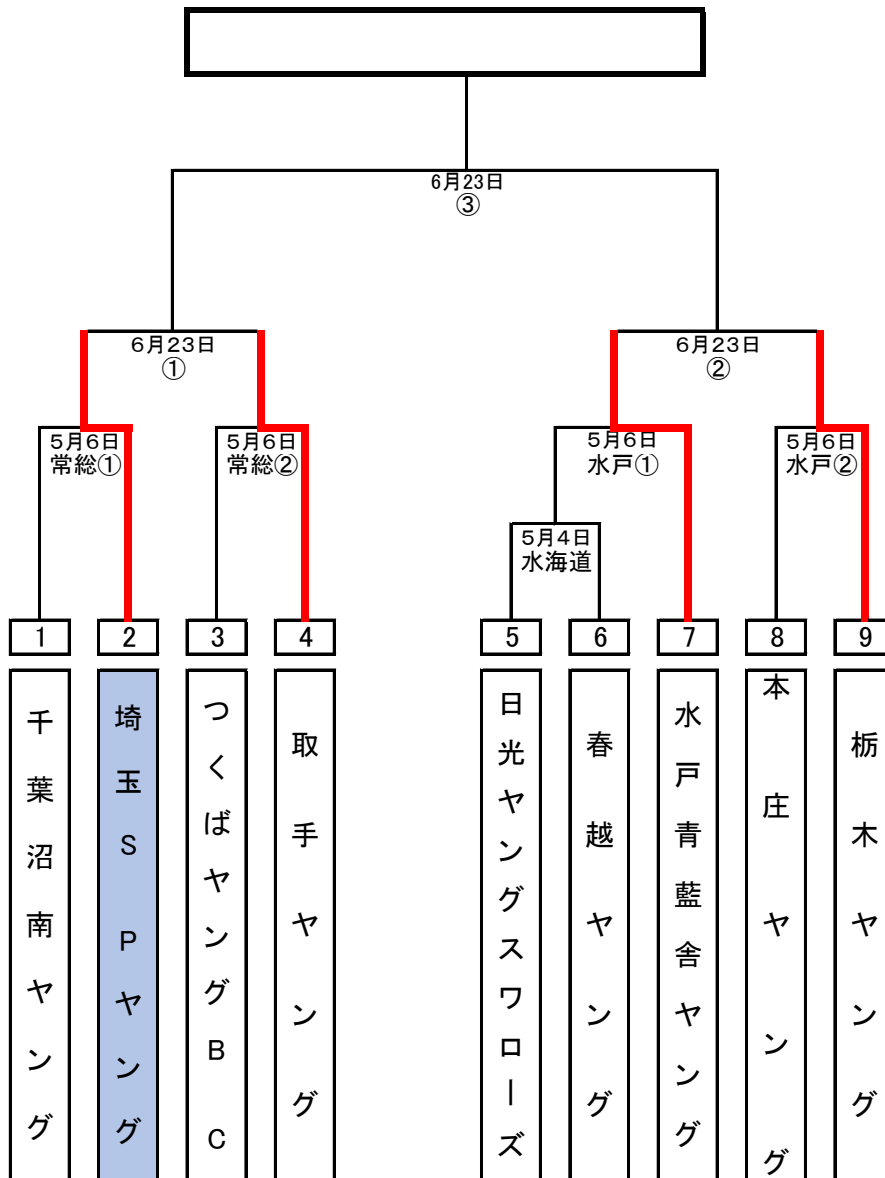 6月23日
③
6月23日
①
6月23日
②
5月6日
常総①
5月6日
常総②
5月6日
水戸①
5月6日
水戸②
5月4日
水海道
1
2
3
4
5
6
7
8
9
千葉沼南ヤング
埼玉SPヤング
つくばヤングBC
取手ヤング
日光ヤングスワローズ
春越ヤング
水戸青藍舎ヤング
本庄ヤング
栃木ヤング